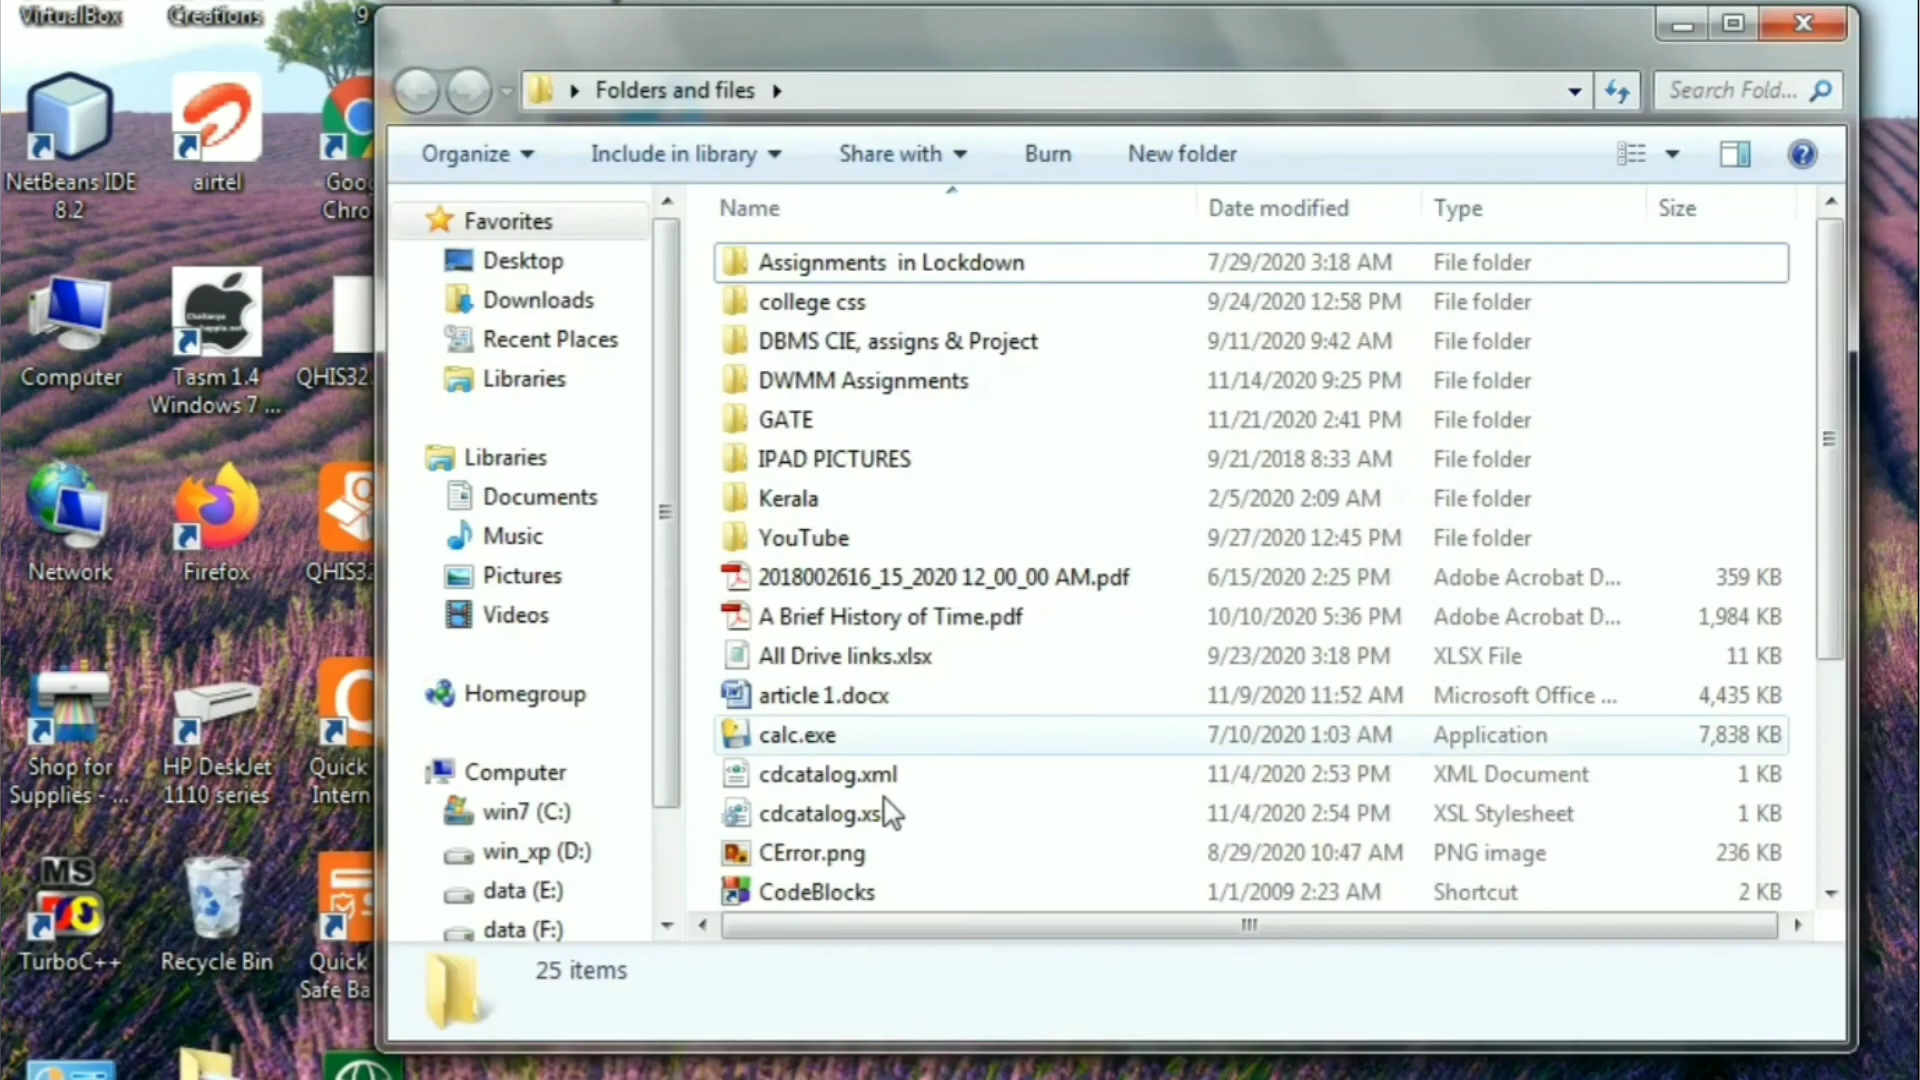 VirtualBox
Creations
9
NetBeans IDE
8.2
airtel
Goo
Chro
Computer
Tasm 1.4
Windows 7 ...
QHIS32.
Network
Firefox
QHIS32
Shop for
Supplies - ...
HP DeskJet
1110 series
Quick
Intern
MS
TurboC++
Recycle Bin
Quick
Safe Ba
Folders and files
Search Fold...
Organize
Include in library
Share with
Burn
New folder
Favorites
Desktop
Downloads
Recent Places
Libraries
Libraries
Documents
Music
Pictures
Videos
Homegroup
Computer
win7 (C:)
win_xp (D:)
data (E:)
data (F:)
Name Date modified Type Size
Assignments in Lockdown 7/29/2020 3:18 AM File folder
college css 9/24/2020 12:58 PM File folder
DBMS CIE, assigns & Project 9/11/2020 9:42 AM File folder
DWMM Assignments 11/14/2020 9:25 PM File folder
GATE 11/21/2020 2:41 PM File folder
IPAD PICTURES 9/21/2018 8:33 AM File folder
Kerala 2/5/2020 2:09 AM File folder
YouTube 9/27/2020 12:45 PM File folder
2018002616_15_2020 12_00_00 AM.pdf 6/15/2020 2:25 PM Adobe Acrobat D... 359 KB
A Brief History of Time.pdf 10/10/2020 5:36 PM Adobe Acrobat D... 1,984 KB
All Drive links.xlsx 9/23/2020 3:18 PM XLSX File 11 KB
article 1.docx 11/9/2020 11:52 AM Microsoft Office ... 4,435 KB
calc.exe 7/10/2020 1:03 AM Application 7,838 KB
cdcatalog.xml 11/4/2020 2:53 PM XML Document 1 KB
cdcatalog.xs 11/4/2020 2:54 PM XSL Stylesheet 1 KB
CError.png 8/29/2020 10:47 AM PNG image 236 KB
CodeBlocks 1/1/2009 2:23 AM Shortcut 2 KB
25 items